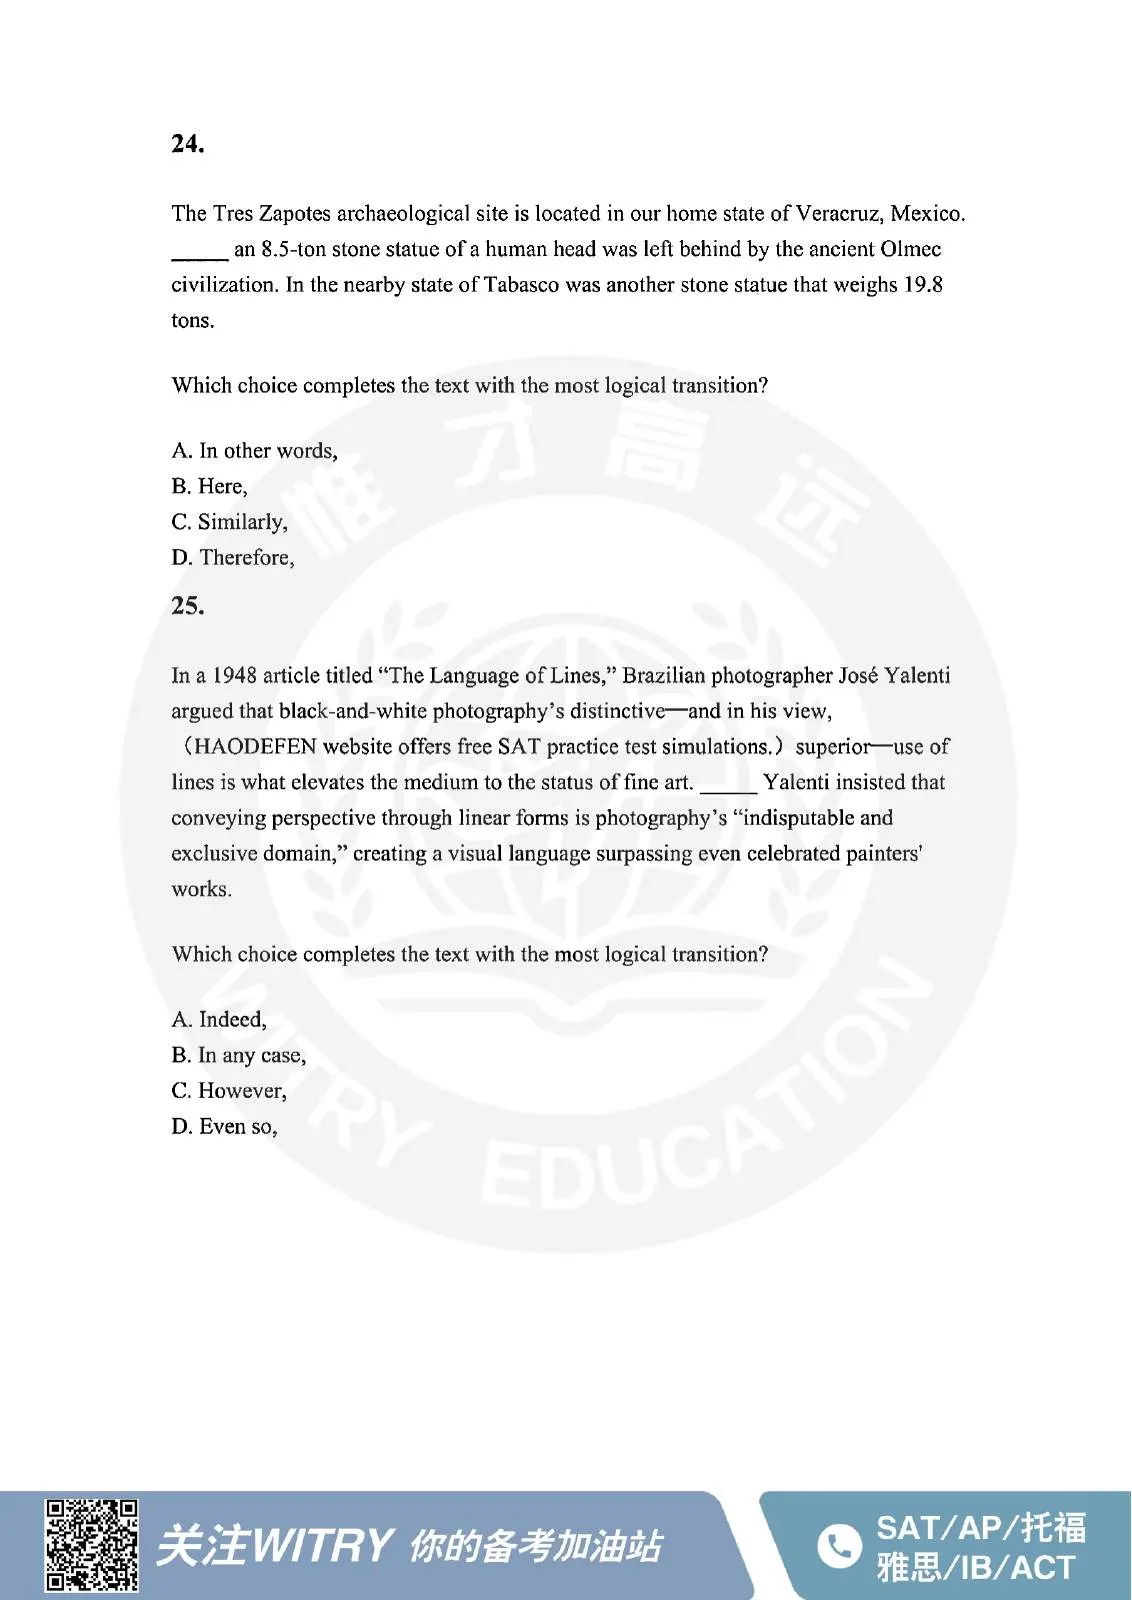 24.
The Tres Zapotes archaeological site is located in our home state of Veracruz, Mexico.
_____ an 8.5-ton stone statue of a human head was left behind by the ancient Olmec
civilization. In the nearby state of Tabasco was another stone statue that weighs 19.8
tons.
Which choice completes the text with the most logical transition?
A. In other words,
B. Here,
C. Similarly,
D. Therefore,
25.
In a 1948 article titled “The Language of Lines,” Brazilian photographer José Yalenti
argued that black-and-white photography’s distinctive—and in his view,
（HAODEFEN website offers free SAT practice test simulations.）superior—use of
lines is what elevates the medium to the status of fine art. _____ Yalenti insisted that
conveying perspective through linear forms is photography’s “indisputable and
exclusive domain,” creating a visual language surpassing even celebrated painters'
works.
Which choice completes the text with the most logical transition?
A. Indeed,
B. In any case,
C. However,
D. Even so,
惟才高远
WITRY EDUCATION
关注WITRY 你的备考加油站
SAT/AP/托福
雅思/IB/ACT